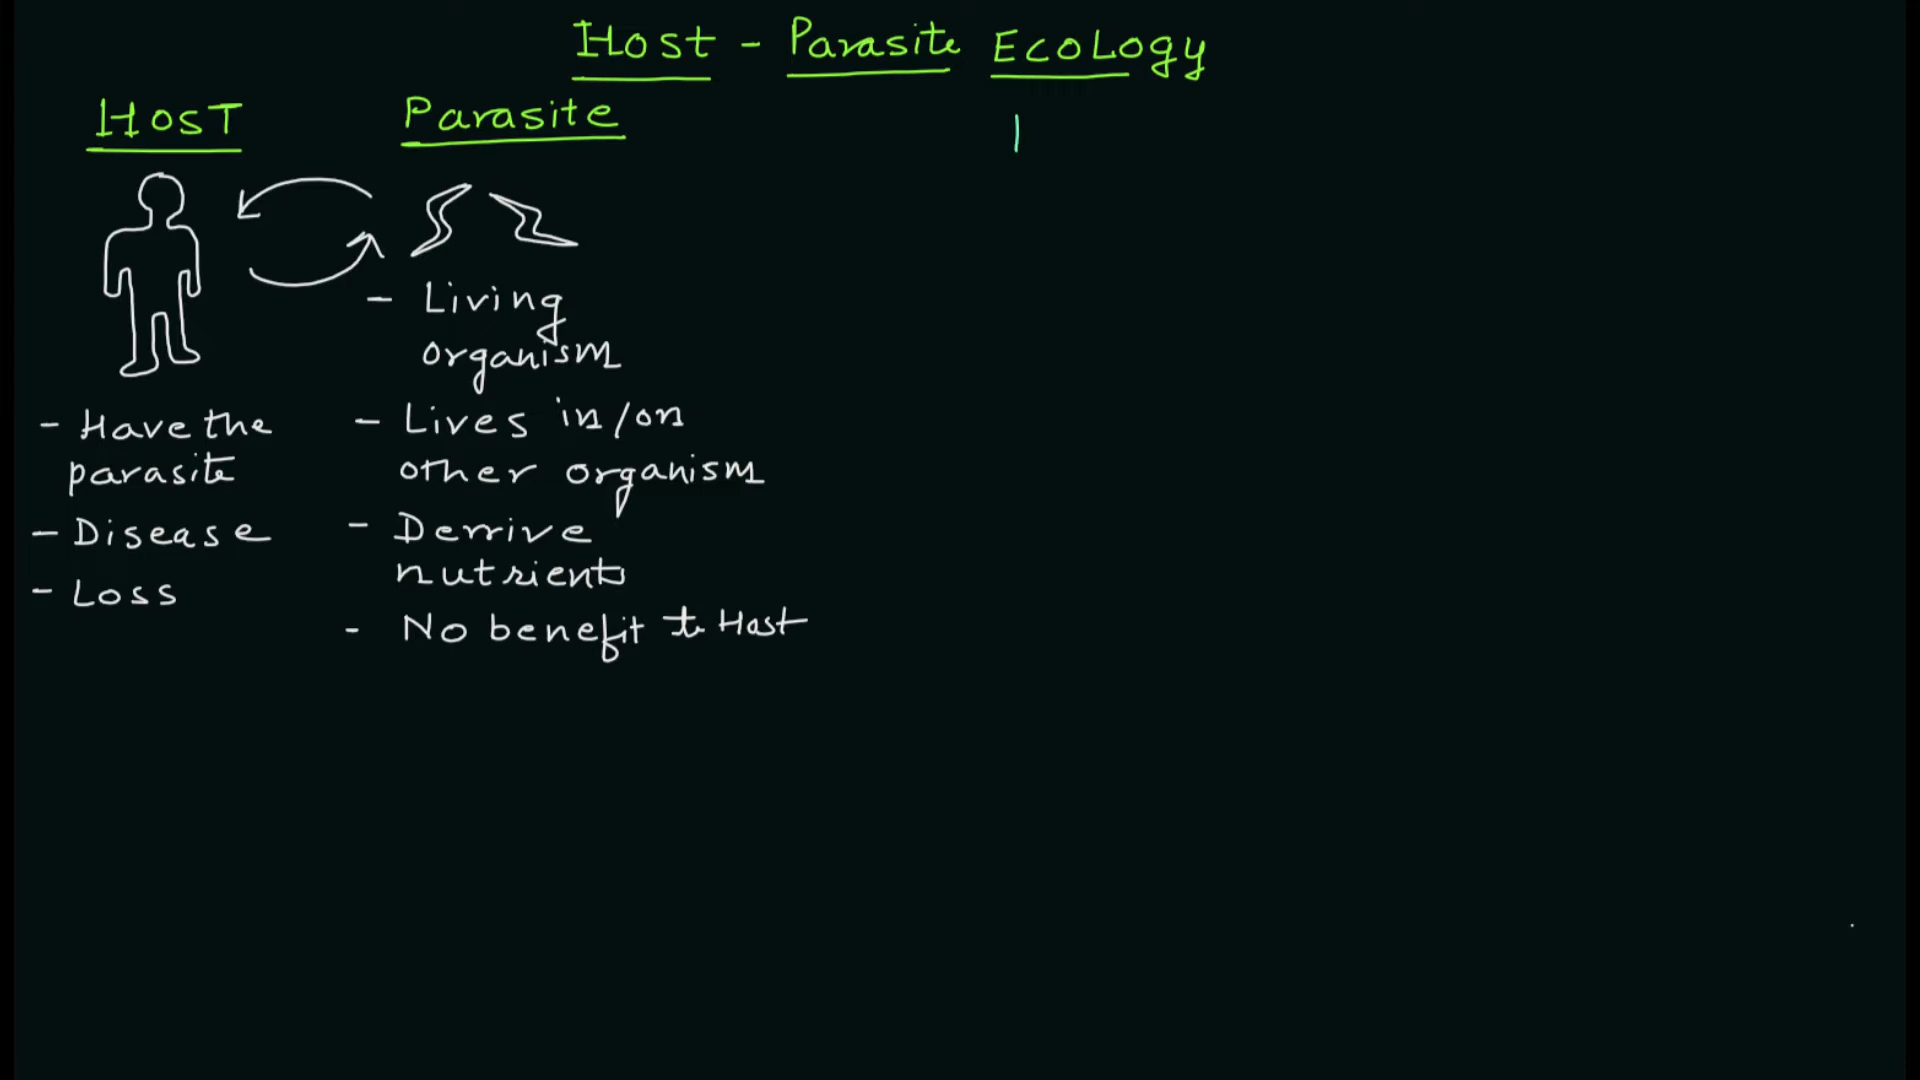 Host - Parasite Ecology
Host
Parasite
- Living
organism
- Have the
parasite
- Disease
- Loss
- Lives in/on
other organism
- Derrive
nutrients
- No benefit to Host